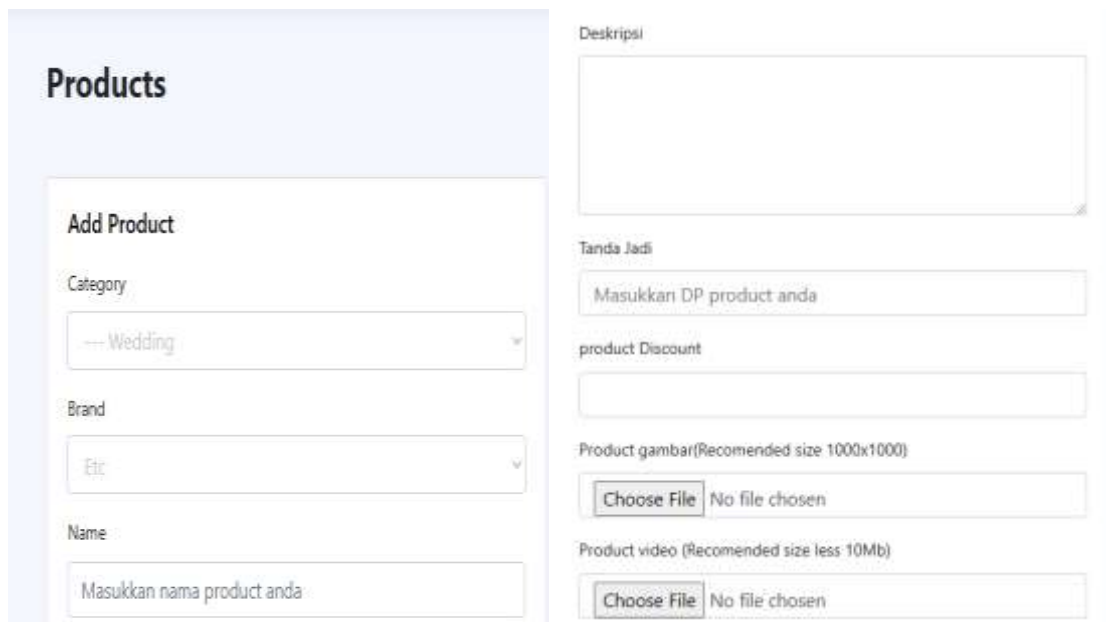 Products
Add Product
Category
--- Wedding
Brand
Etc
Name
Masukkan nama product anda
Deskripsi
Tanda Jadi
Masukkan DP product anda
product Discount
Product gambar(Recomended size 1000x1000)
Choose File No file chosen
Product video (Recomended size less 10Mb)
Choose File No file chosen